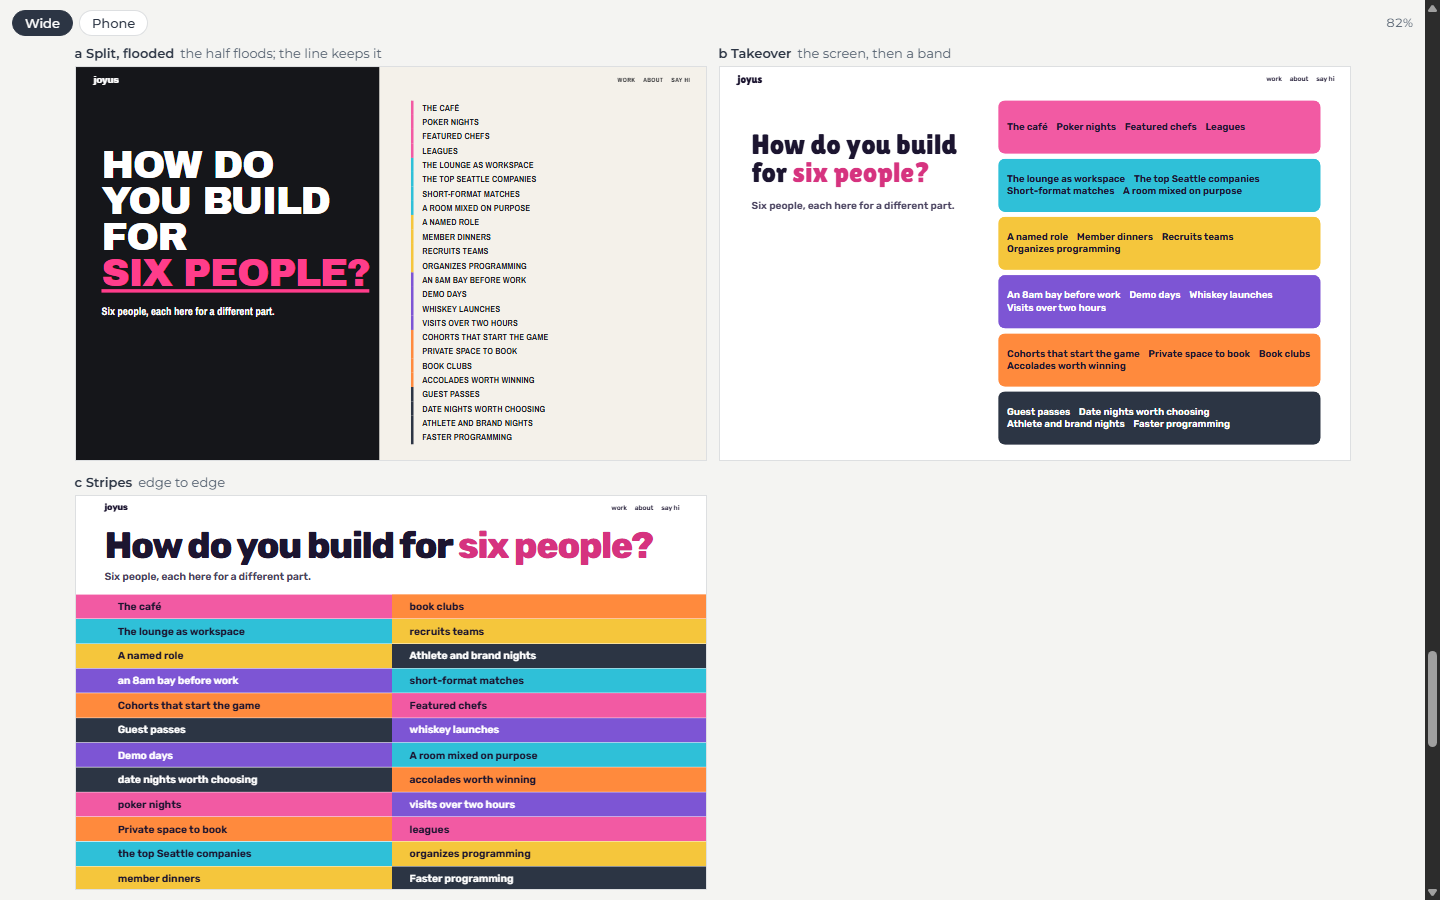 Wide
Phone
82%
a Split, flooded the half floods; the line keeps it
joyus
WORK ABOUT SAY HI
HOW DO
YOU BUILD
FOR
SIX PEOPLE?
Six people, each here for a different part.
THE CAFÉ
POKER NIGHTS
FEATURED CHEFS
LEAGUES
THE LOUNGE AS WORKSPACE
THE TOP SEATTLE COMPANIES
SHORT-FORMAT MATCHES
A ROOM MIXED ON PURPOSE
A NAMED ROLE
MEMBER DINNERS
RECRUITS TEAMS
ORGANIZES PROGRAMMING
AN 8AM BAY BEFORE WORK
DEMO DAYS
WHISKEY LAUNCHES
VISITS OVER TWO HOURS
COHORTS THAT START THE GAME
PRIVATE SPACE TO BOOK
BOOK CLUBS
ACCOLADES WORTH WINNING
GUEST PASSES
DATE NIGHTS WORTH CHOOSING
ATHLETE AND BRAND NIGHTS
FASTER PROGRAMMING
b Takeover the screen, then a band
joyus
work about say hi
How do you build
for six people?
Six people, each here for a different part.
The café Poker nights Featured chefs Leagues
The lounge as workspace The top Seattle companies
Short-format matches A room mixed on purpose
A named role Member dinners Recruits teams
Organizes programming
An 8am bay before work Demo days Whiskey launches
Visits over two hours
Cohorts that start the game Private space to book Book clubs
Accolades worth winning
Guest passes Date nights worth choosing
Athlete and brand nights Faster programming
c Stripes edge to edge
joyus
work about say hi
How do you build for six people?
Six people, each here for a different part.
The café
book clubs
The lounge as workspace
recruits teams
A named role
Athlete and brand nights
an 8am bay before work
short-format matches
Cohorts that start the game
Featured chefs
Guest passes
whiskey launches
Demo days
A room mixed on purpose
date nights worth choosing
accolades worth winning
poker nights
visits over two hours
Private space to book
leagues
the top Seattle companies
organizes programming
member dinners
Faster programming